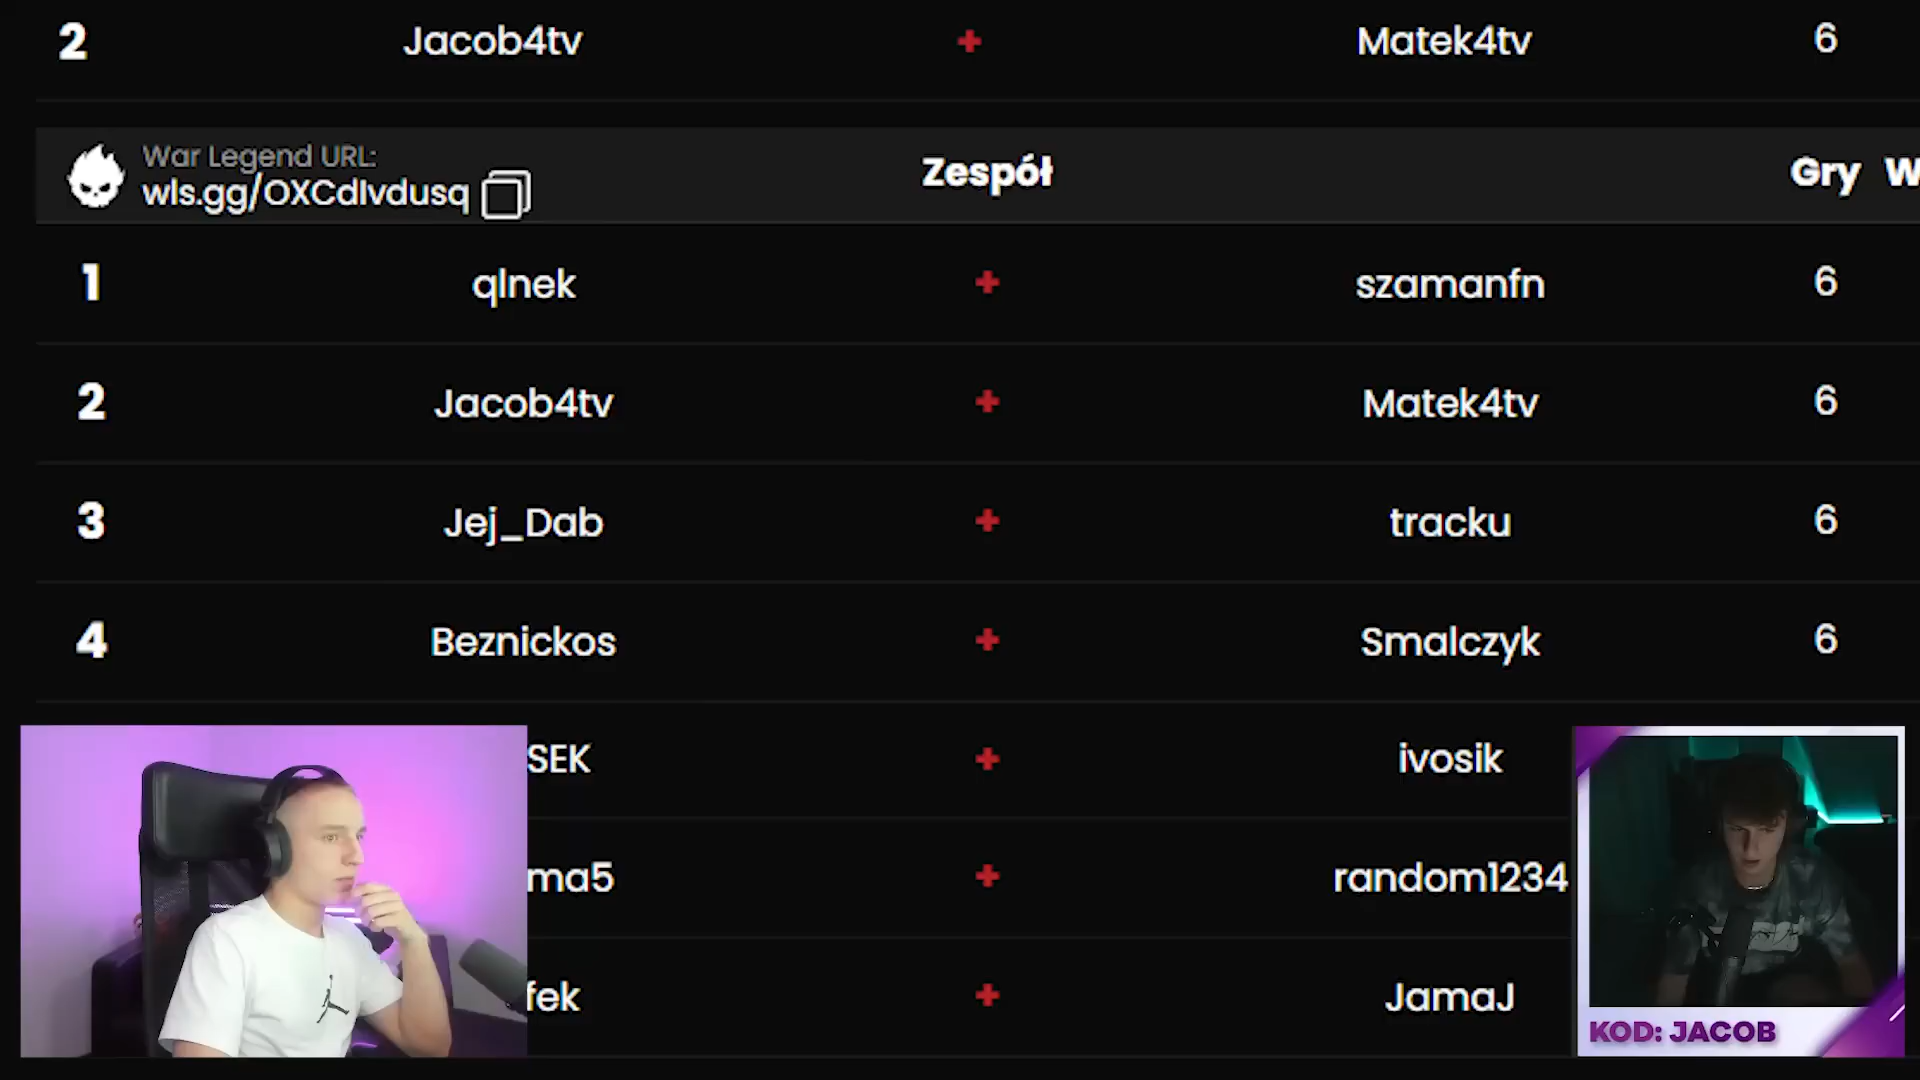 2 Jacob4tv + Matek4tv 6
War Legend URL:
wls.gg/OXCdlvdusq
Zespół Gry W
1 qlnek + szamanfn 6
2 Jacob4tv + Matek4tv 6
3 Jej_Dab + tracku 6
4 Beznickos + Smalczyk 6
SEK + ivosik
ma5 + random1234
fek + JamaJ
KOD: JACOB